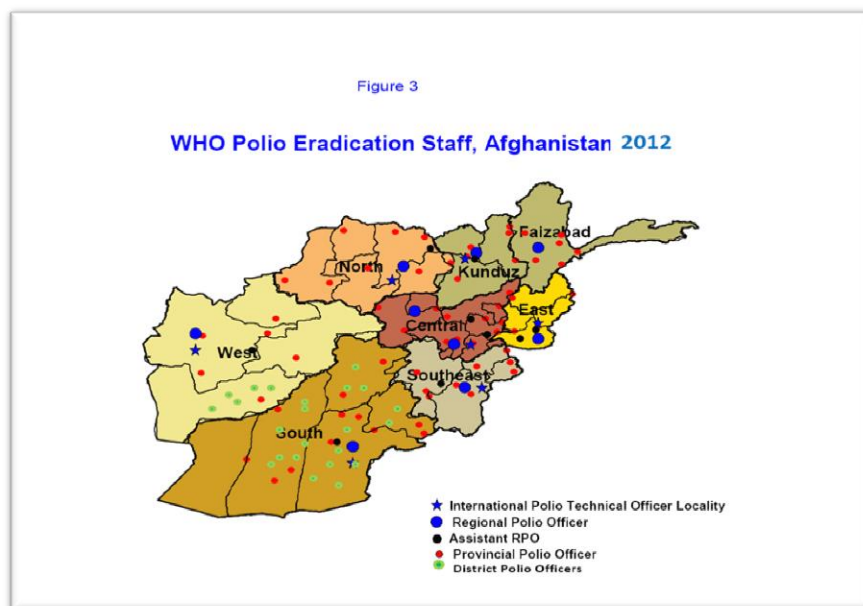 Figure 3
WHO Polio Eradication Staff, Afghanistan 2012
Faizabad
North
Kunduz
East
Central
West
Southeast
South
International Polio Technical Officer Locality
Regional Polio Officer
Assistant RPO
Provincial Polio Officer
District Polio Officers